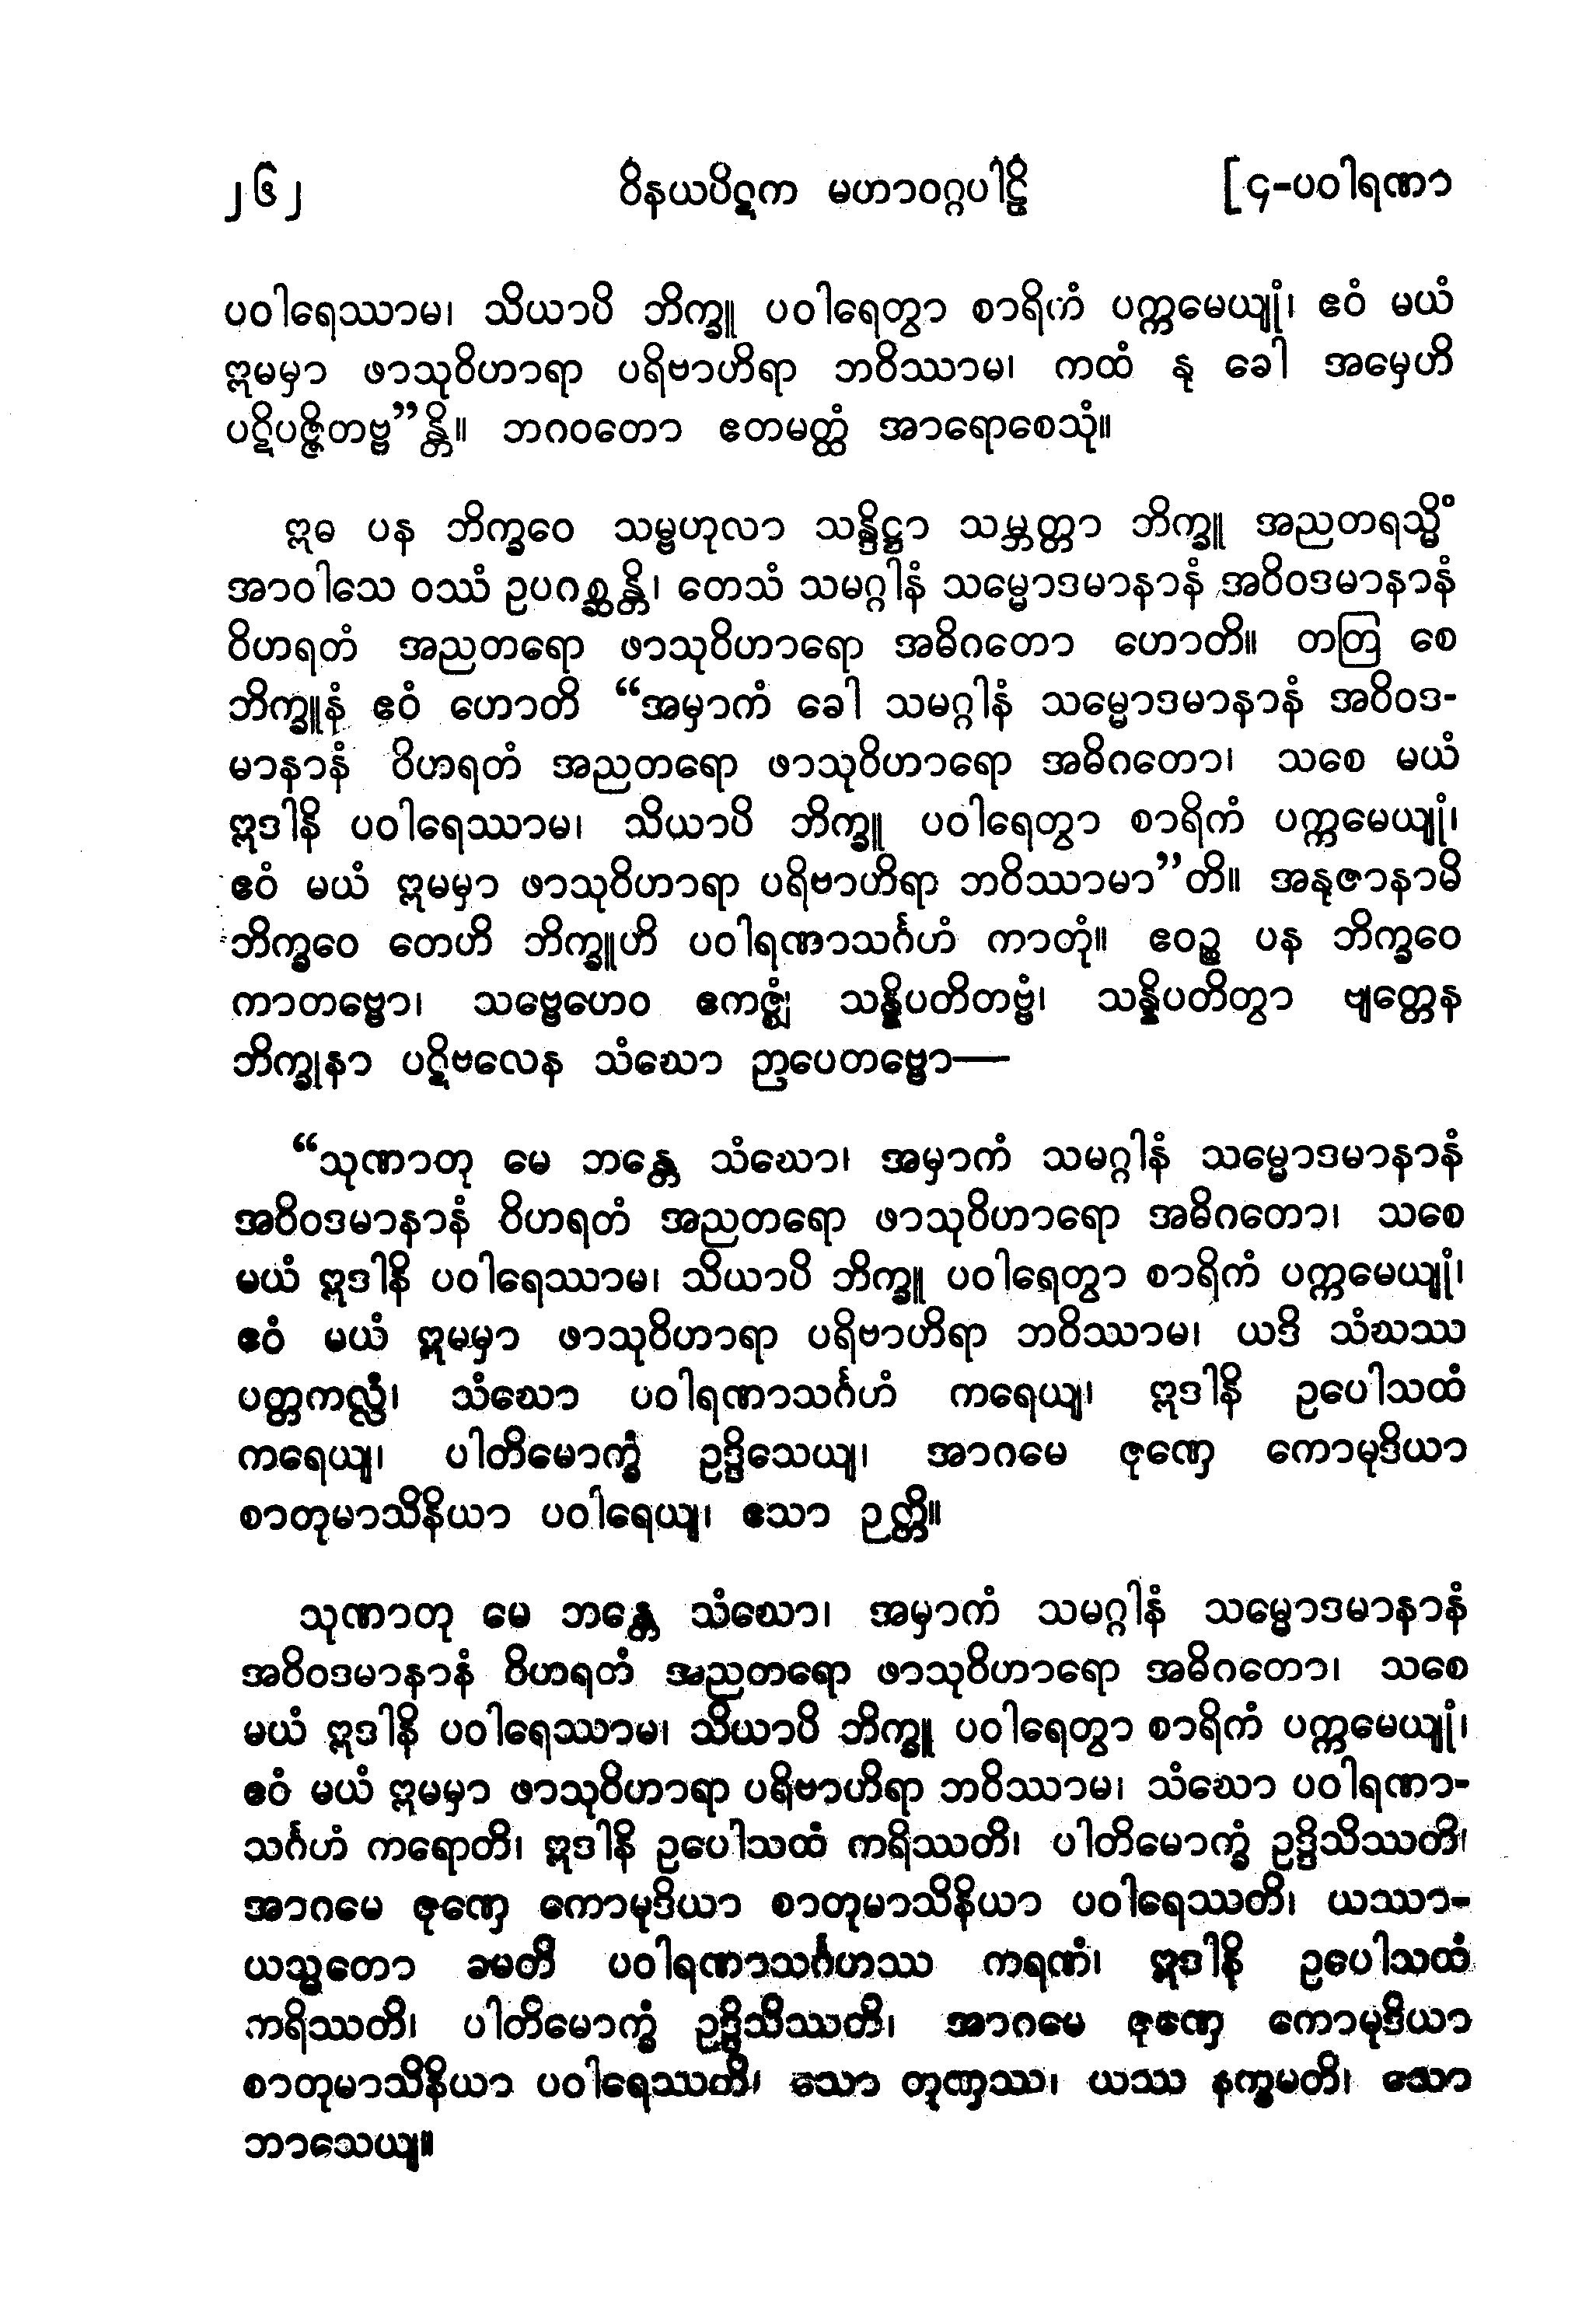 ၂၆၂ ဝိနယပိဋက မဟာဝဂ္ဂပါဠိ [၄-ပဝါရဏာ
ပဝါရေဿာမ၊ သိယာပိ ဘိက္ခူ ပဝါရေတွာ စာရိကံ ပက္ကမေယျုံ၊ ဧဝံ မယံ
ဣမမှာ ဖာသုဝိဟာရာ ပရိဗာဟိရာ ဘဝိဿာမ၊ ကထံ နု ခေါ အမှေဟိ
ပဋိပဇ္ဇိတဗ္ဗ”န္တိ။ ဘဂဝတော ဧတမတ္ထံ အာရောစေသုံ။
ဣဓ ပန ဘိက္ခဝေ သမ္ဗဟုလာ သန္ဒိဋ္ဌာ သမ္ဘတ္တာ ဘိက္ခူ အညတရသ္မိံ
အာဝါသေ ဝဿံ ဥပဂစ္ဆန္တိ၊ တေသံ သမဂ္ဂါနံ သမ္မောဒမာနာနံ အဝိဝဒမာနာနံ
ဝိဟရတံ အညတရော ဖာသုဝိဟာရော အဓိဂတော ဟောတိ။ တတြ စေ
ဘိက္ခူနံ ဧဝံ ဟောတိ “အမှာကံ ခေါ သမဂ္ဂါနံ သမ္မောဒမာနာနံ အဝိဝဒ-
မာနာနံ ဝိဟရတံ အညတရော ဖာသုဝိဟာရော အဓိဂတော၊ သစေ မယံ
ဣဒါနိ ပဝါရေဿာမ၊ သိယာပိ ဘိက္ခူ ပဝါရေတွာ စာရိကံ ပက္ကမေယျုံ၊
ဧဝံ မယံ ဣမမှာ ဖာသုဝိဟာရာ ပရိဗာဟိရာ ဘဝိဿာမာ”တိ။ အနုဇာနာမိ
ဘိက္ခဝေ တေဟိ ဘိက္ခူဟိ ပဝါရဏာသင်္ဂဟံ ကာတုံ။ ဧဝဉ္စ ပန ဘိက္ခဝေ
ကာတဗ္ဗော၊ သဗ္ဗေဟေဝ ဧကဇ္ဈံ သန္နိပတိတဗ္ဗံ၊ သန္နိပတိတွာ ဗျတ္တေန
ဘိက္ခုနာ ပဋိဗလေန သံဃော ဉာပေတဗ္ဗော—
“သုဏာတု မေ ဘန္တေ သံဃော၊ အမှာကံ သမဂ္ဂါနံ သမ္မောဒမာနာနံ
အဝိဝဒမာနာနံ ဝိဟရတံ အညတရော ဖာသုဝိဟာရော အဓိဂတော၊ သစေ
မယံ ဣဒါနိ ပဝါရေဿာမ၊ သိယာပိ ဘိက္ခူ ပဝါရေတွာ စာရိကံ ပက္ကမေယျုံ၊
ဧဝံ မယံ ဣမမှာ ဖာသုဝိဟာရာ ပရိဗာဟိရာ ဘဝိဿာမ၊ ယဒိ သံဃဿ
ပတ္တကလ္လံ၊ သံဃော ပဝါရဏာသင်္ဂဟံ ကရေယျ၊ ဣဒါနိ ဥပေါသထံ
ကရေယျ၊ ပါတိမောက္ခံ ဥဒ္ဒိသေယျ၊ အာဂမေ ဇုဏှေ ကောမုဒိယာ
စာတုမာသိနိယာ ပဝါရေယျ၊ ဧသာ ဉတ္တိ။
သုဏာတု မေ ဘန္တေ သံဃော၊ အမှာကံ သမဂ္ဂါနံ သမ္မောဒမာနာနံ
အဝိဝဒမာနာနံ ဝိဟရတံ အညတရော ဖာသုဝိဟာရော အဓိဂတော၊ သစေ
မယံ ဣဒါနိ ပဝါရေဿာမ၊ သိယာပိ ဘိက္ခူ ပဝါရေတွာ စာရိကံ ပက္ကမေယျုံ၊
ဧဝံ မယံ ဣမမှာ ဖာသုဝိဟာရာ ပရိဗာဟိရာ ဘဝိဿာမ၊ သံဃော ပဝါရဏာ-
သင်္ဂဟံ ကရောတိ၊ ဣဒါနိ ဥပေါသထံ ကရိဿတိ၊ ပါတိမောက္ခံ ဥဒ္ဒိသိဿတိ၊
အာဂမေ ဇုဏှေ ကောမုဒိယာ စာတုမာသိနိယာ ပဝါရေဿတိ၊ ယဿာ-
ယသ္မတော ခမတိ ပဝါရဏာသင်္ဂဟဿ ကရဏံ၊ ဣဒါနိ ဥပေါသထံ
ကရိဿတိ၊ ပါတိမောက္ခံ ဥဒ္ဒိသိဿတိ၊ အာဂမေ ဇုဏှေ ကောမုဒိယာ
စာတုမာသိနိယာ ပဝါရေဿတိ၊ သော တုဏှဿ၊ ယဿ နက္ခမတိ၊ သော
ဘာသေယျ။